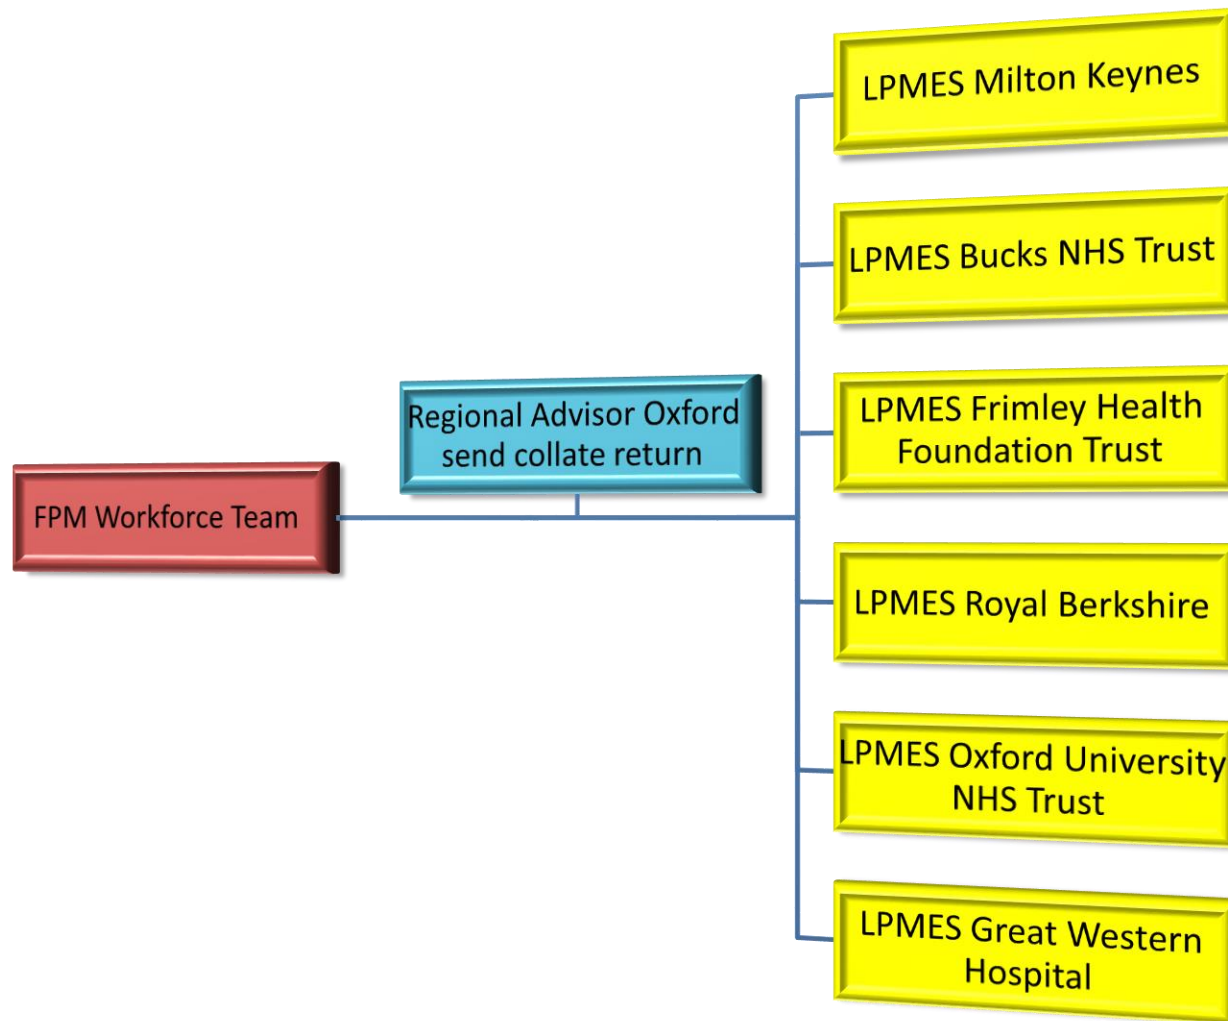 FPM Workforce Team
Regional Advisor Oxford
send collate return
LPMES Milton Keynes
LPMES Bucks NHS Trust
LPMES Frimley Health
Foundation Trust
LPMES Royal Berkshire
LPMES Oxford University
NHS Trust
LPMES Great Western
Hospital